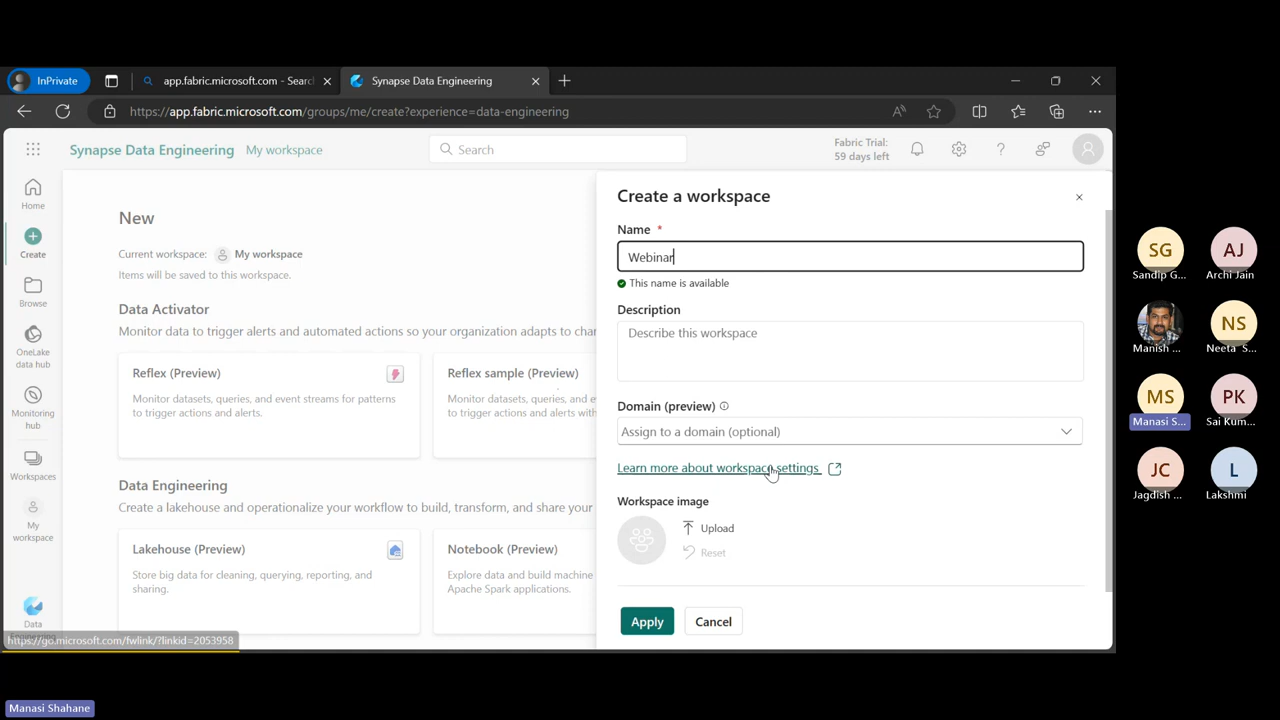 InPrivate
app.fabric.microsoft.com - Searc
Synapse Data Engineering
https://app.fabric.microsoft.com/groups/me/create?experience=data-engineering
Synapse Data Engineering
My workspace
Search
Fabric Trial:
59 days left
Home
Create
Browse
OneLake
data hub
Monitoring
hub
Workspaces
My
workspace
Data
Engineering
New
Current workspace: My workspace
Items will be saved to this workspace.
Data Activator
Monitor data to trigger alerts and automated actions so your organization adapts to cha
Reflex (Preview)
Monitor datasets, queries, and event streams for patterns
to trigger actions and alerts.
Reflex sample (Preview)
Monitor datasets, queries, and e
to trigger actions and alerts with
Data Engineering
Create a lakehouse and operationalize your workflow to build, transform, and share your
Lakehouse (Preview)
Store big data for cleaning, querying, reporting, and
sharing.
Notebook (Preview)
Explore data and build machine
Apache Spark applications.
https://go.microsoft.com/fwlink/?linkid=2053958
Create a workspace
Name *
Webinar
This name is available
Description
Describe this workspace
Domain (preview)
Assign to a domain (optional)
Learn more about workspace settings
Workspace image
Upload
Reset
Apply
Cancel
SG
Sandip G...
AJ
Archi Jain
Manish ...
NS
Neeta S...
MS
Manasi S...
PK
Sai Kum...
JC
Jagdish ...
L
Lakshmi
Manasi Shahane